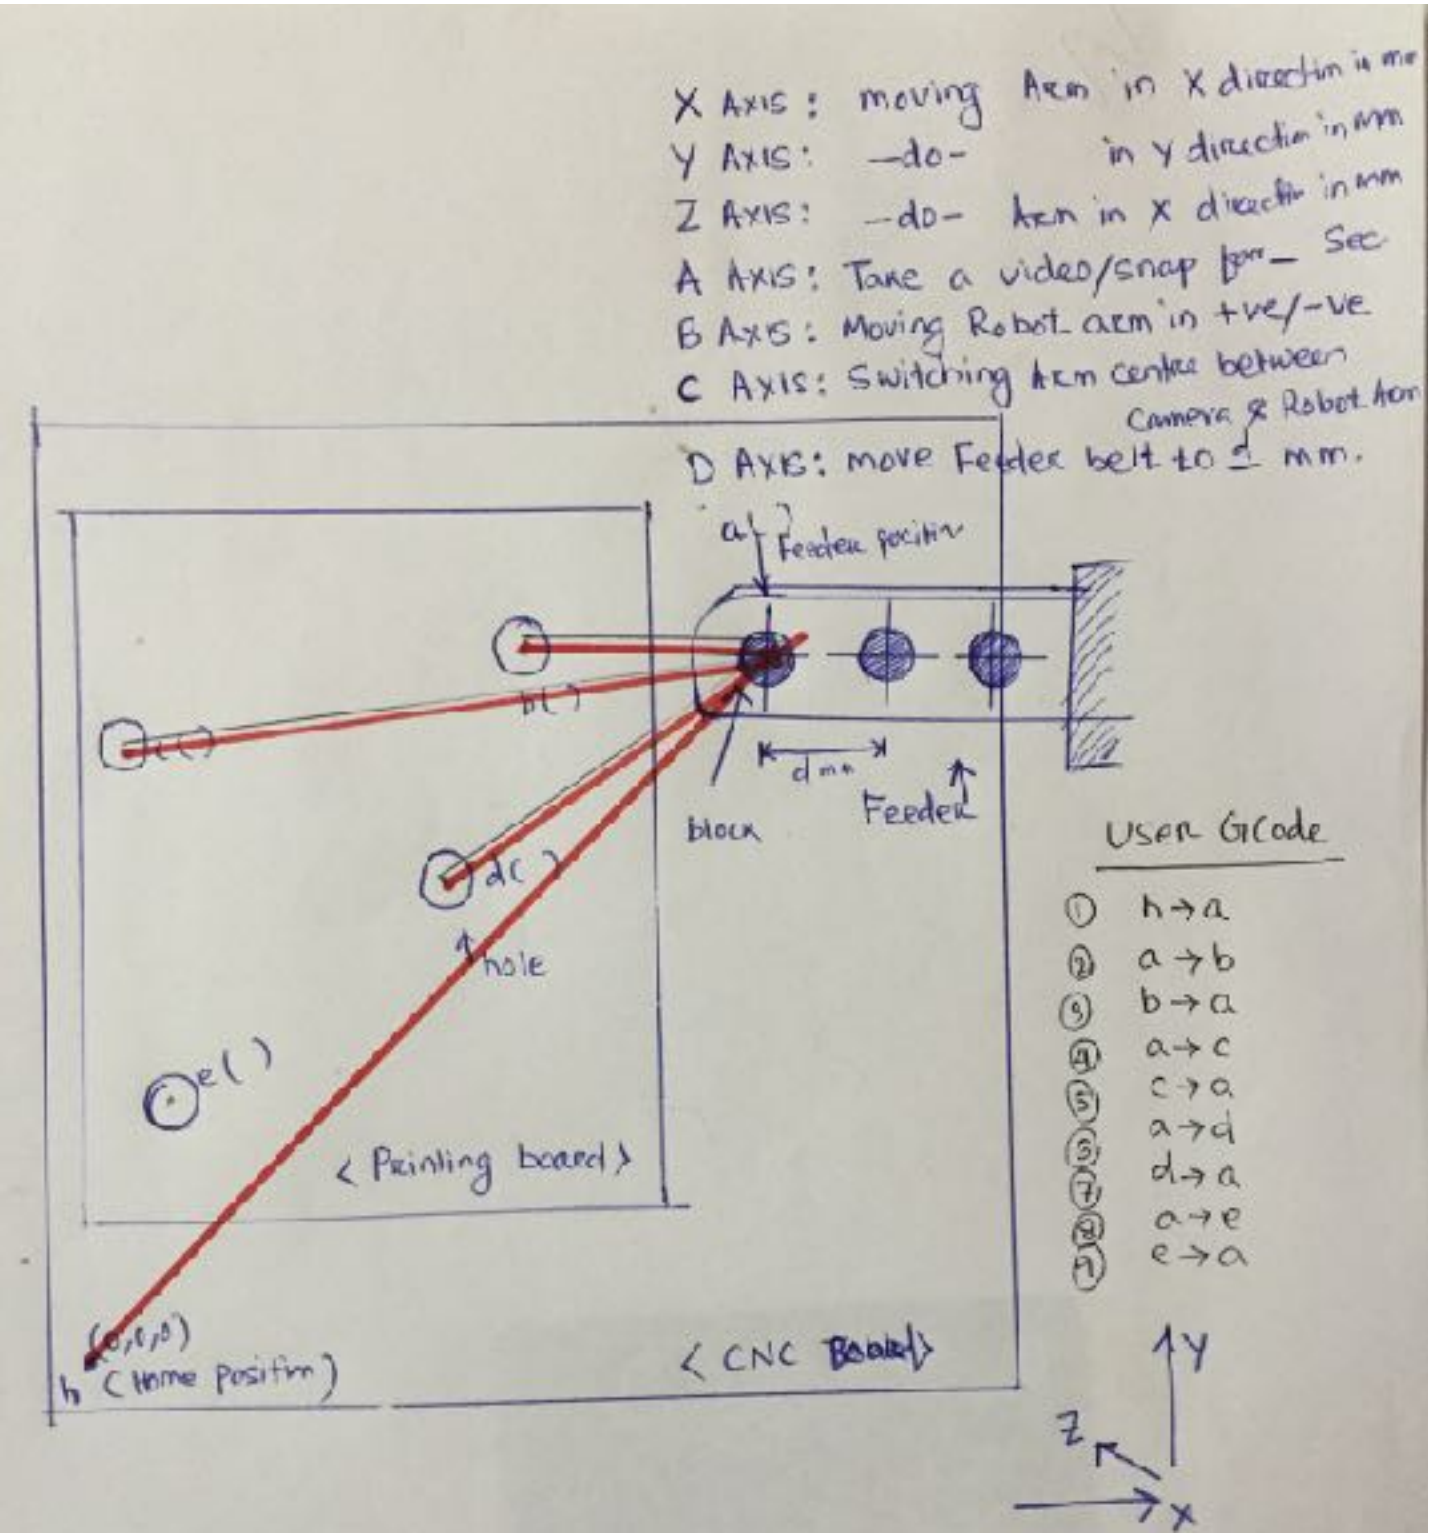 X AXIS: moving Arm in X direction in mm
Y AXIS: -do- in Y direction in mm
Z AXIS: -do- Arm in X direction in mm
A AXIS: Take a video/snap for _ Sec
B AXIS: Moving Robot arm in +ve/-ve
C AXIS: Switching Arm centre between
Camera & Robot Arm
D AXIS: move Feeder belt to 1 mm.
a( )
Feeder position
b( )
c( )
d mm
Feeder
block
d( )
hole
e( )
<Printing board>
(0,0,0)
h (Home Position)
<CNC Board>
USER GCode
① h→a
② a→b
③ b→a
④ a→c
⑤ c→a
⑥ a→d
⑦ d→a
⑧ a→e
⑨ e→a
Y
Z
X